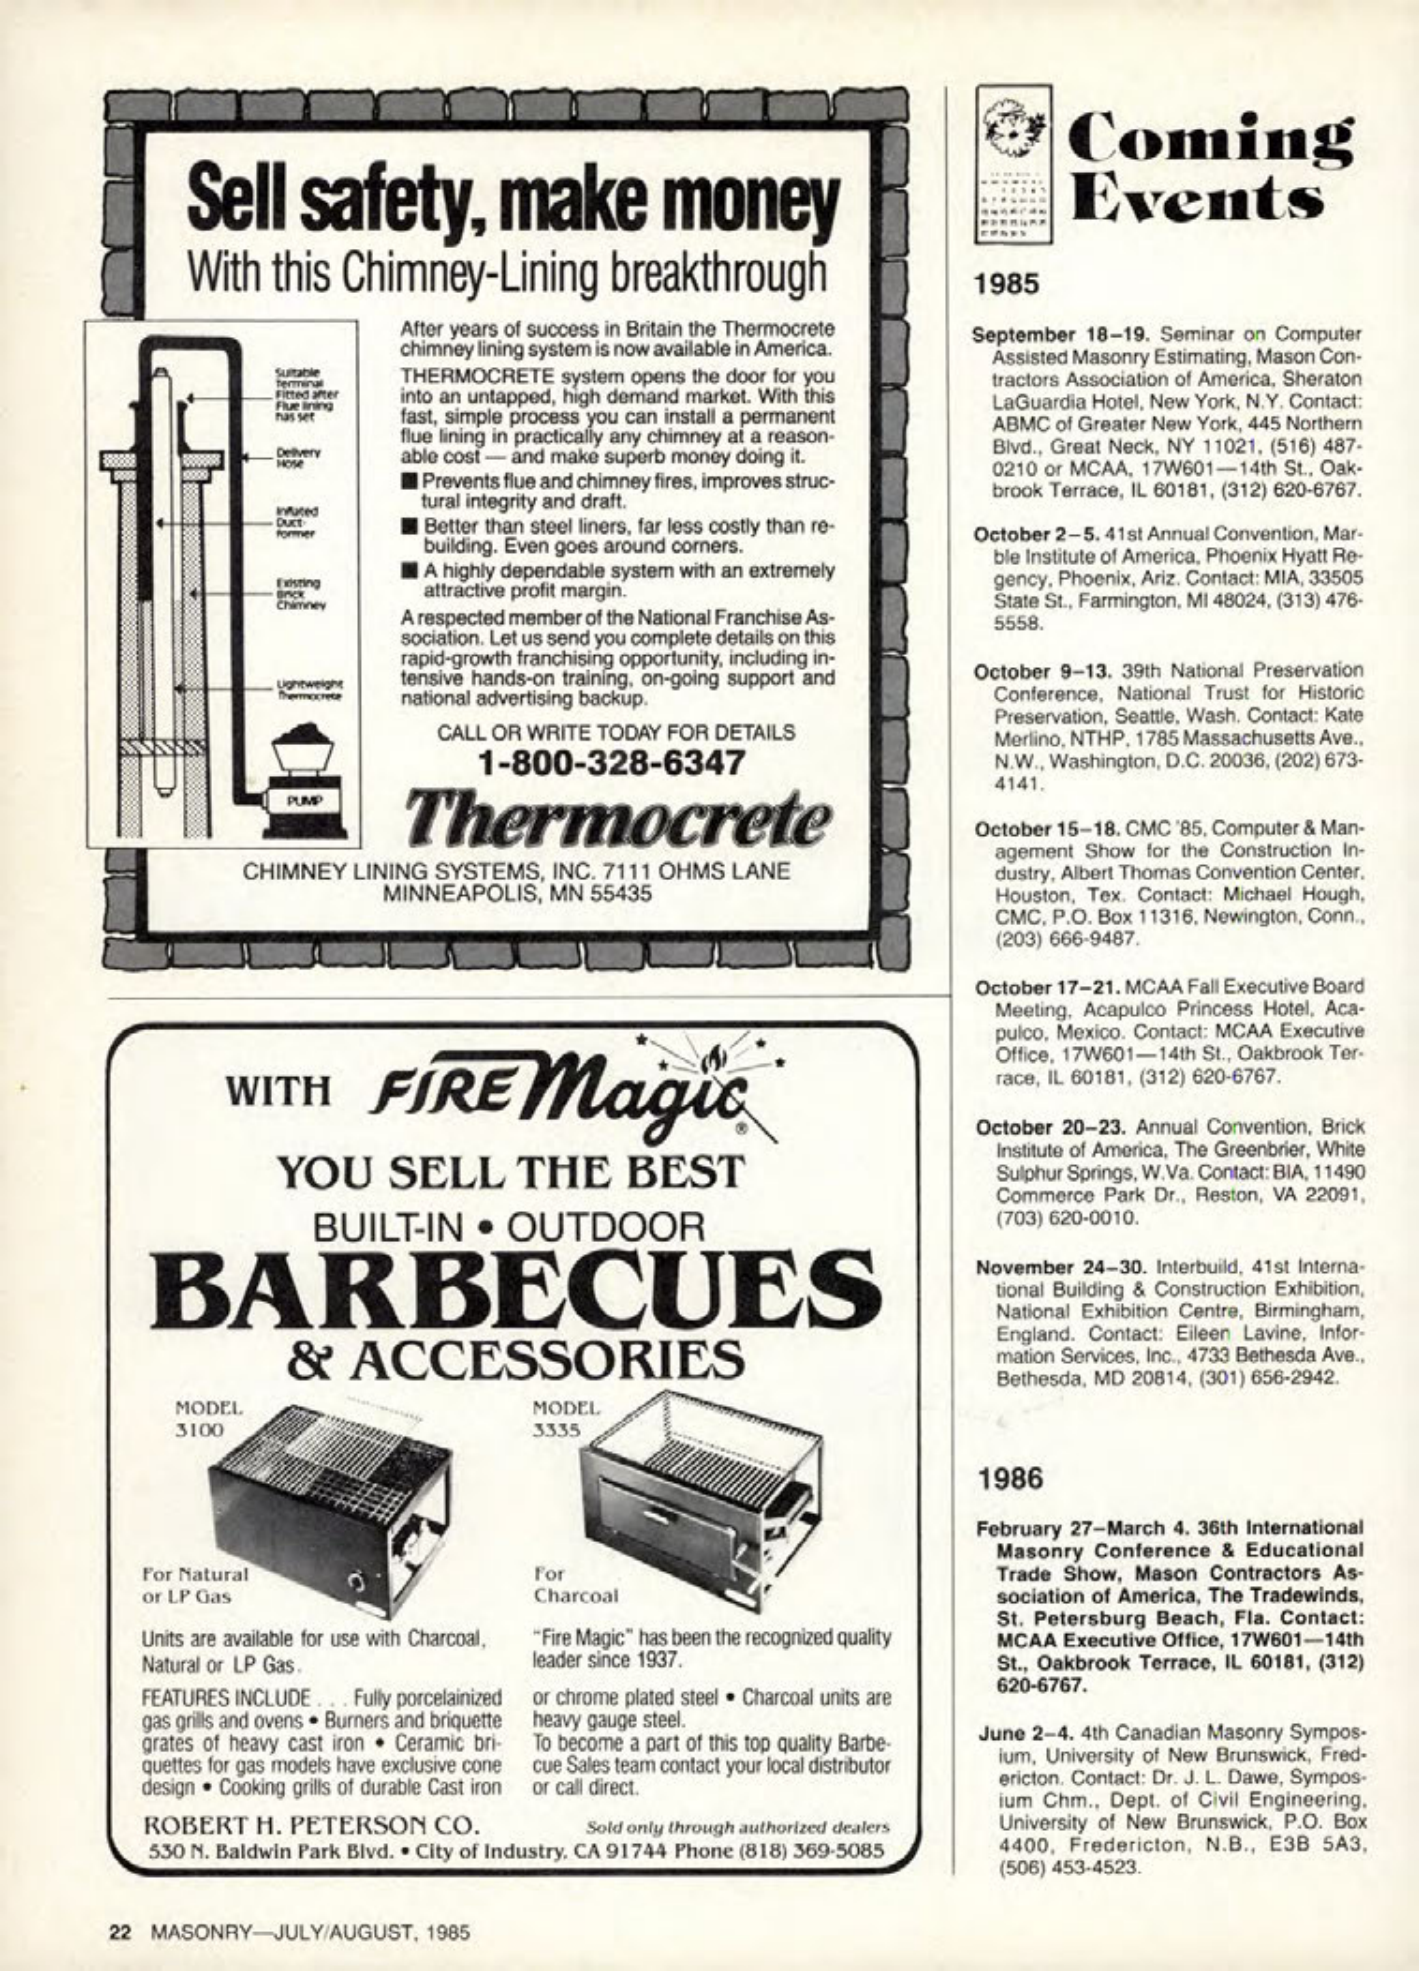 Sell safety, make money
With this Chimney-Lining breakthrough
Suitable
Terminal
Fitted after
Flue lining
has set
Delivery
Hose
Inflated
Duct-
former
Existing
Brick
Chimney
Lightweight
Thermocrete
PUMP
After years of success in Britain the Thermocrete
chimney lining system is now available in America.
THERMOCRETE system opens the door for you
into an untapped, high demand market. With this
fast, simple process you can install a permanent
flue lining in practically any chimney at a reason-
able cost — and make superb money doing it.
■ Prevents flue and chimney fires, improves struc-
tural integrity and draft.
■ Better than steel liners, far less costly than re-
building. Even goes around corners.
■ A highly dependable system with an extremely
attractive profit margin.
A respected member of the National Franchise As-
sociation. Let us send you complete details on this
rapid-growth franchising opportunity, including in-
tensive hands-on training, on-going support and
national advertising backup.
CALL OR WRITE TODAY FOR DETAILS
1-800-328-6347
Thermocrete
CHIMNEY LINING SYSTEMS, INC. 7111 OHMS LANE
MINNEAPOLIS, MN 55435
WITH FIRE Magic®
YOU SELL THE BEST
BUILT-IN • OUTDOOR
BARBECUES
& ACCESSORIES
MODEL
3100
For Natural
or LP Gas
MODEL
3335
For
Charcoal
Units are available for use with Charcoal,
Natural or LP Gas.
FEATURES INCLUDE . . . Fully porcelainized
gas grills and ovens • Burners and briquette
grates of heavy cast iron • Ceramic bri-
quettes for gas models have exclusive cone
design • Cooking grills of durable Cast iron
"Fire Magic" has been the recognized quality
leader since 1937.
or chrome plated steel • Charcoal units are
heavy gauge steel.
To become a part of this top quality Barbe-
cue Sales team contact your local distributor
or call direct.
ROBERT H. PETERSON CO.
Sold only through authorized dealers
530 N. Baldwin Park Blvd. • City of Industry, CA 91744 Phone (818) 369-5085
Coming
Events
1985
September 18–19. Seminar on Computer
Assisted Masonry Estimating, Mason Con-
tractors Association of America, Sheraton
LaGuardia Hotel, New York, N.Y. Contact:
ABMC of Greater New York, 445 Northern
Blvd., Great Neck, NY 11021, (516) 487-
0210 or MCAA, 17W601—14th St., Oak-
brook Terrace, IL 60181, (312) 620-6767.
October 2–5. 41st Annual Convention, Mar-
ble Institute of America, Phoenix Hyatt Re-
gency, Phoenix, Ariz. Contact: MIA, 33505
State St., Farmington, MI 48024, (313) 476-
5558.
October 9–13. 39th National Preservation
Conference, National Trust for Historic
Preservation, Seattle, Wash. Contact: Kate
Merlino, NTHP, 1785 Massachusetts Ave.,
N.W., Washington, D.C. 20036, (202) 673-
4141.
October 15–18. CMC '85, Computer & Man-
agement Show for the Construction In-
dustry, Albert Thomas Convention Center,
Houston, Tex. Contact: Michael Hough,
CMC, P.O. Box 11316, Newington, Conn.,
(203) 666-9487.
October 17–21. MCAA Fall Executive Board
Meeting, Acapulco Princess Hotel, Aca-
pulco, Mexico. Contact: MCAA Executive
Office, 17W601—14th St., Oakbrook Ter-
race, IL 60181, (312) 620-6767.
October 20–23. Annual Convention, Brick
Institute of America, The Greenbrier, White
Sulphur Springs, W.Va. Contact: BIA, 11490
Commerce Park Dr., Reston, VA 22091,
(703) 620-0010.
November 24–30. Interbuild, 41st Interna-
tional Building & Construction Exhibition,
National Exhibition Centre, Birmingham,
England. Contact: Eileen Lavine, Infor-
mation Services, Inc., 4733 Bethesda Ave.,
Bethesda, MD 20814, (301) 656-2942.
1986
February 27–March 4. 36th International
Masonry Conference & Educational
Trade Show, Mason Contractors As-
sociation of America, The Tradewinds,
St. Petersburg Beach, Fla. Contact:
MCAA Executive Office, 17W601—14th
St., Oakbrook Terrace, IL 60181, (312)
620-6767.
June 2–4. 4th Canadian Masonry Sympos-
ium, University of New Brunswick, Fred-
ericton. Contact: Dr. J. L. Dawe, Sympos-
ium Chm., Dept. of Civil Engineering,
University of New Brunswick, P.O. Box
4400, Fredericton, N.B., E3B 5A3,
(506) 453-4523.
22 MASONRY—JULY/AUGUST, 1985